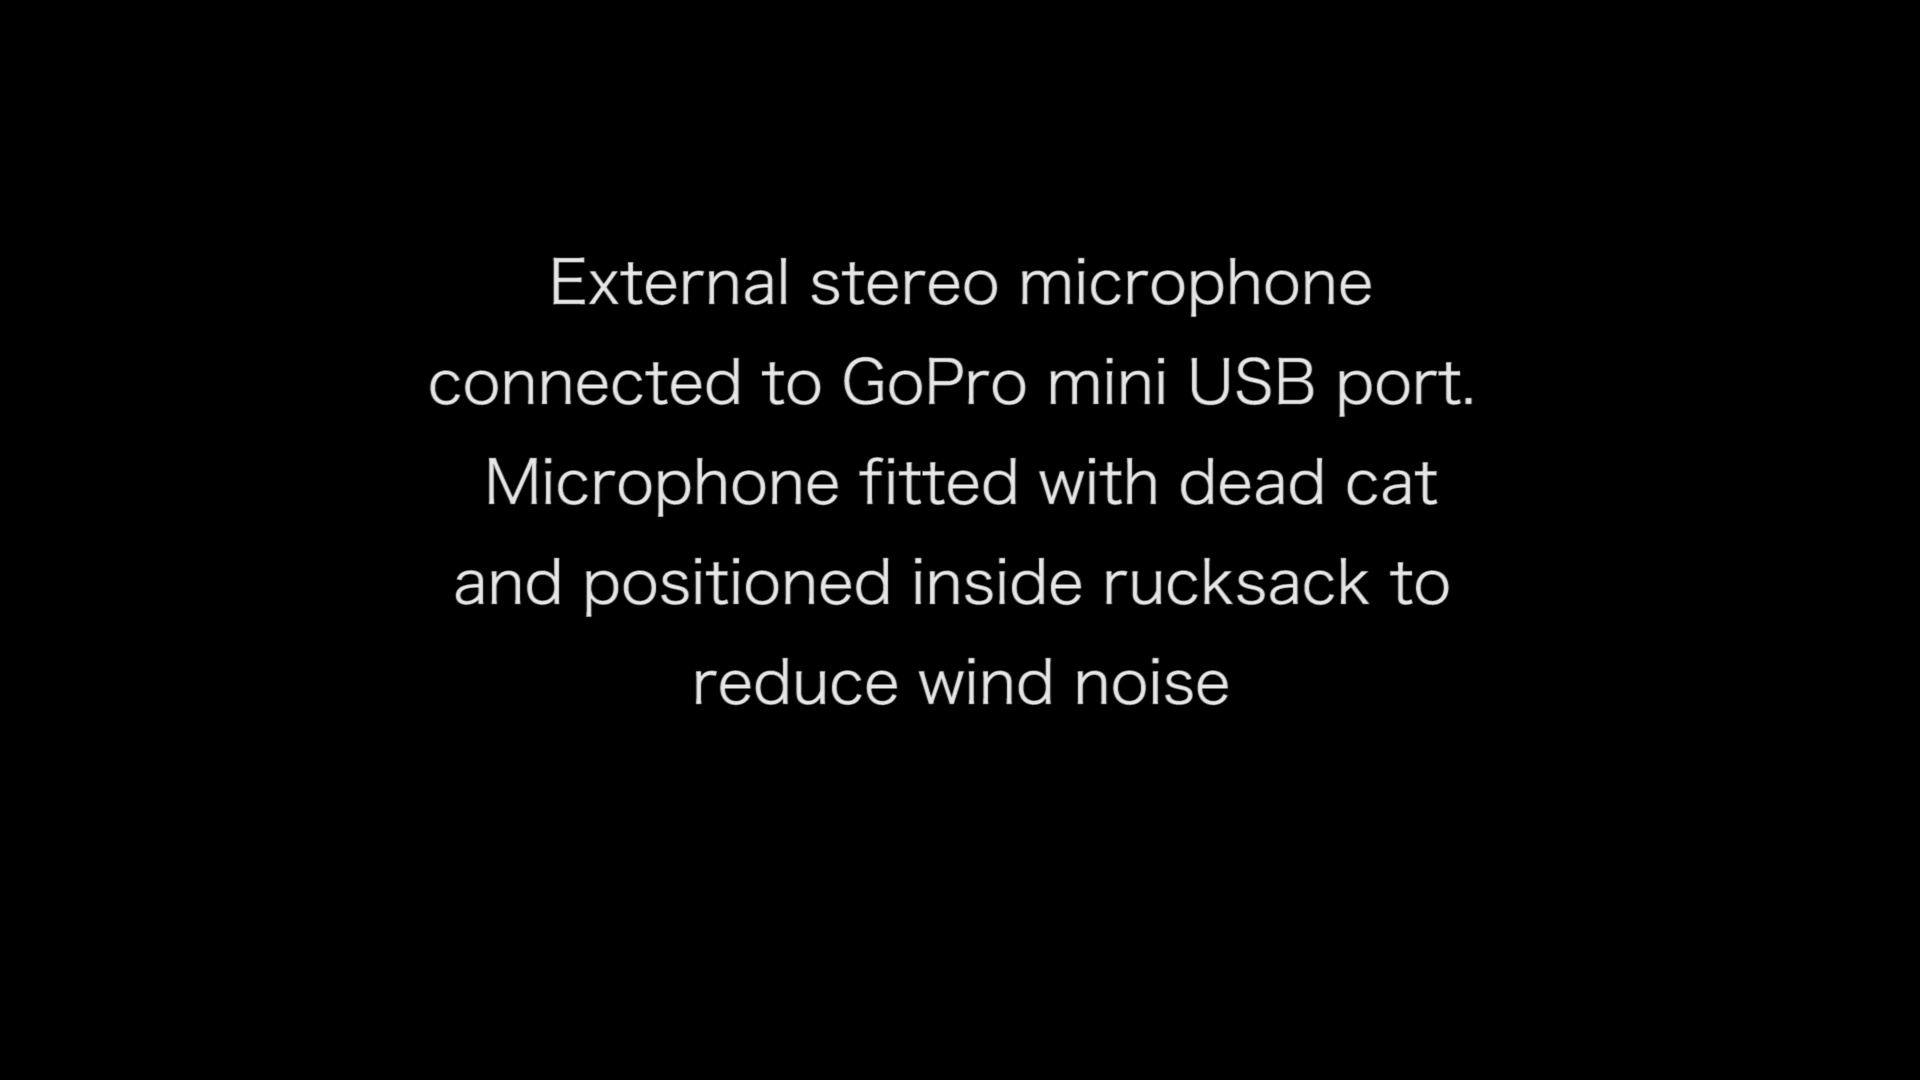 External stereo microphone
connected to GoPro mini USB port.
Microphone fitted with dead cat
and positioned inside rucksack to
reduce wind noise